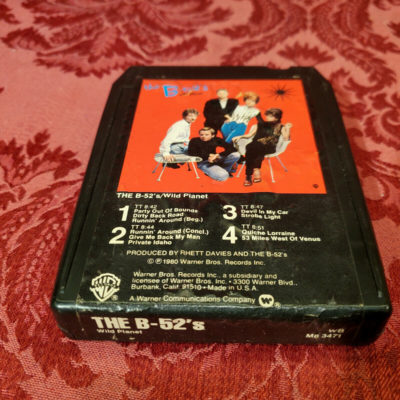 the B-52's
THE B-52's/Wild Planet
1 TT 8:42
Party Out Of Bounds
Dirty Back Road
Runnin' Around (Beg.)
2 TT 8:44
Runnin' Around (Concl.)
Give Me Back My Man
Private Idaho
3 TT 8:47
Devil In My Car
Strobe Light
4 TT 8:51
Quiche Lorraine
53 Miles West Of Venus
PRODUCED BY RHETT DAVIES AND THE B-52's
© ℗ 1980 Warner Bros. Records Inc.
Warner Bros. Records Inc., a subsidiary and
licensee of Warner Bros. Inc. • 3300 Warner Blvd.,
Burbank, Calif. 91510 • Made in U.S.A.
A Warner Communications Company
THE B-52's
Wild Planet
WB
M8 3471